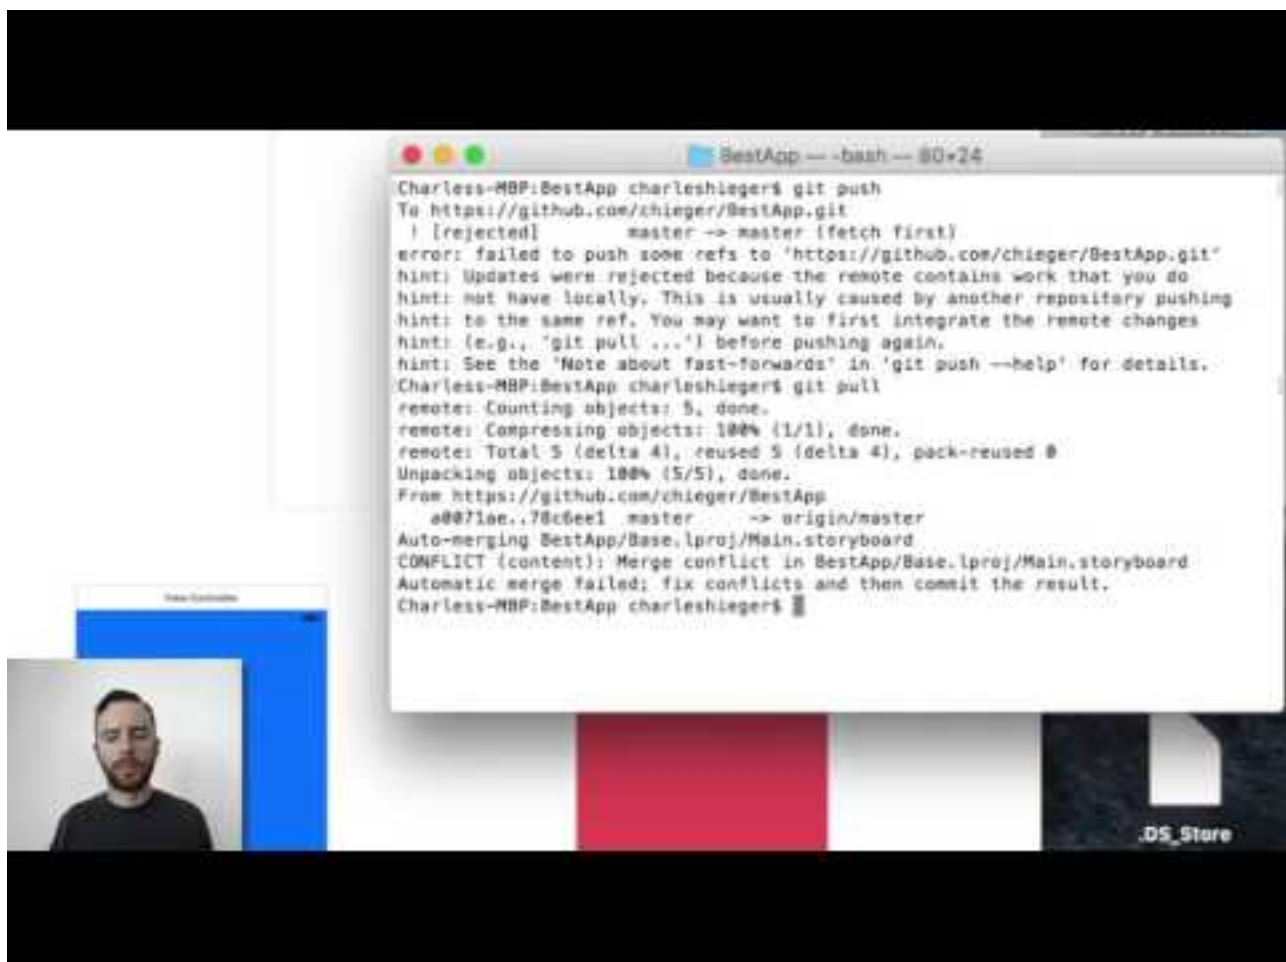 BestApp — -bash — 80×24
Charless-MBP:BestApp charleshieger$ git push
To https://github.com/chieger/BestApp.git
! [rejected] master -> master (fetch first)
error: failed to push some refs to 'https://github.com/chieger/BestApp.git'
hint: Updates were rejected because the remote contains work that you do
hint: not have locally. This is usually caused by another repository pushing
hint: to the same ref. You may want to first integrate the remote changes
hint: (e.g., 'git pull ...') before pushing again.
hint: See the 'Note about fast-forwards' in 'git push --help' for details.
Charless-MBP:BestApp charleshieger$ git pull
remote: Counting objects: 5, done.
remote: Compressing objects: 100% (1/1), done.
remote: Total 5 (delta 4), reused 5 (delta 4), pack-reused 0
Unpacking objects: 100% (5/5), done.
From https://github.com/chieger/BestApp
a0071ae..78c6ee1 master -> origin/master
Auto-merging BestApp/Base.lproj/Main.storyboard
CONFLICT (content): Merge conflict in BestApp/Base.lproj/Main.storyboard
Automatic merge failed; fix conflicts and then commit the result.
Charless-MBP:BestApp charleshieger$
View Controller
.DS_Store